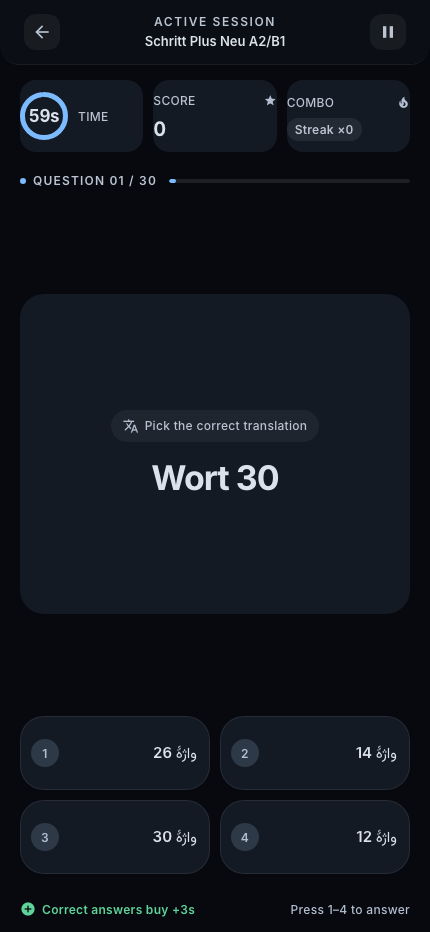 ACTIVE SESSION
Schritt Plus Neu A2/B1
59s
TIME
SCORE
0
COMBO
Streak ×0
QUESTION 01 / 30
Pick the correct translation
Wort 30
1
واژهٔ 26
2
واژهٔ 14
3
واژهٔ 30
4
واژهٔ 12
Correct answers buy +3s
Press 1–4 to answer